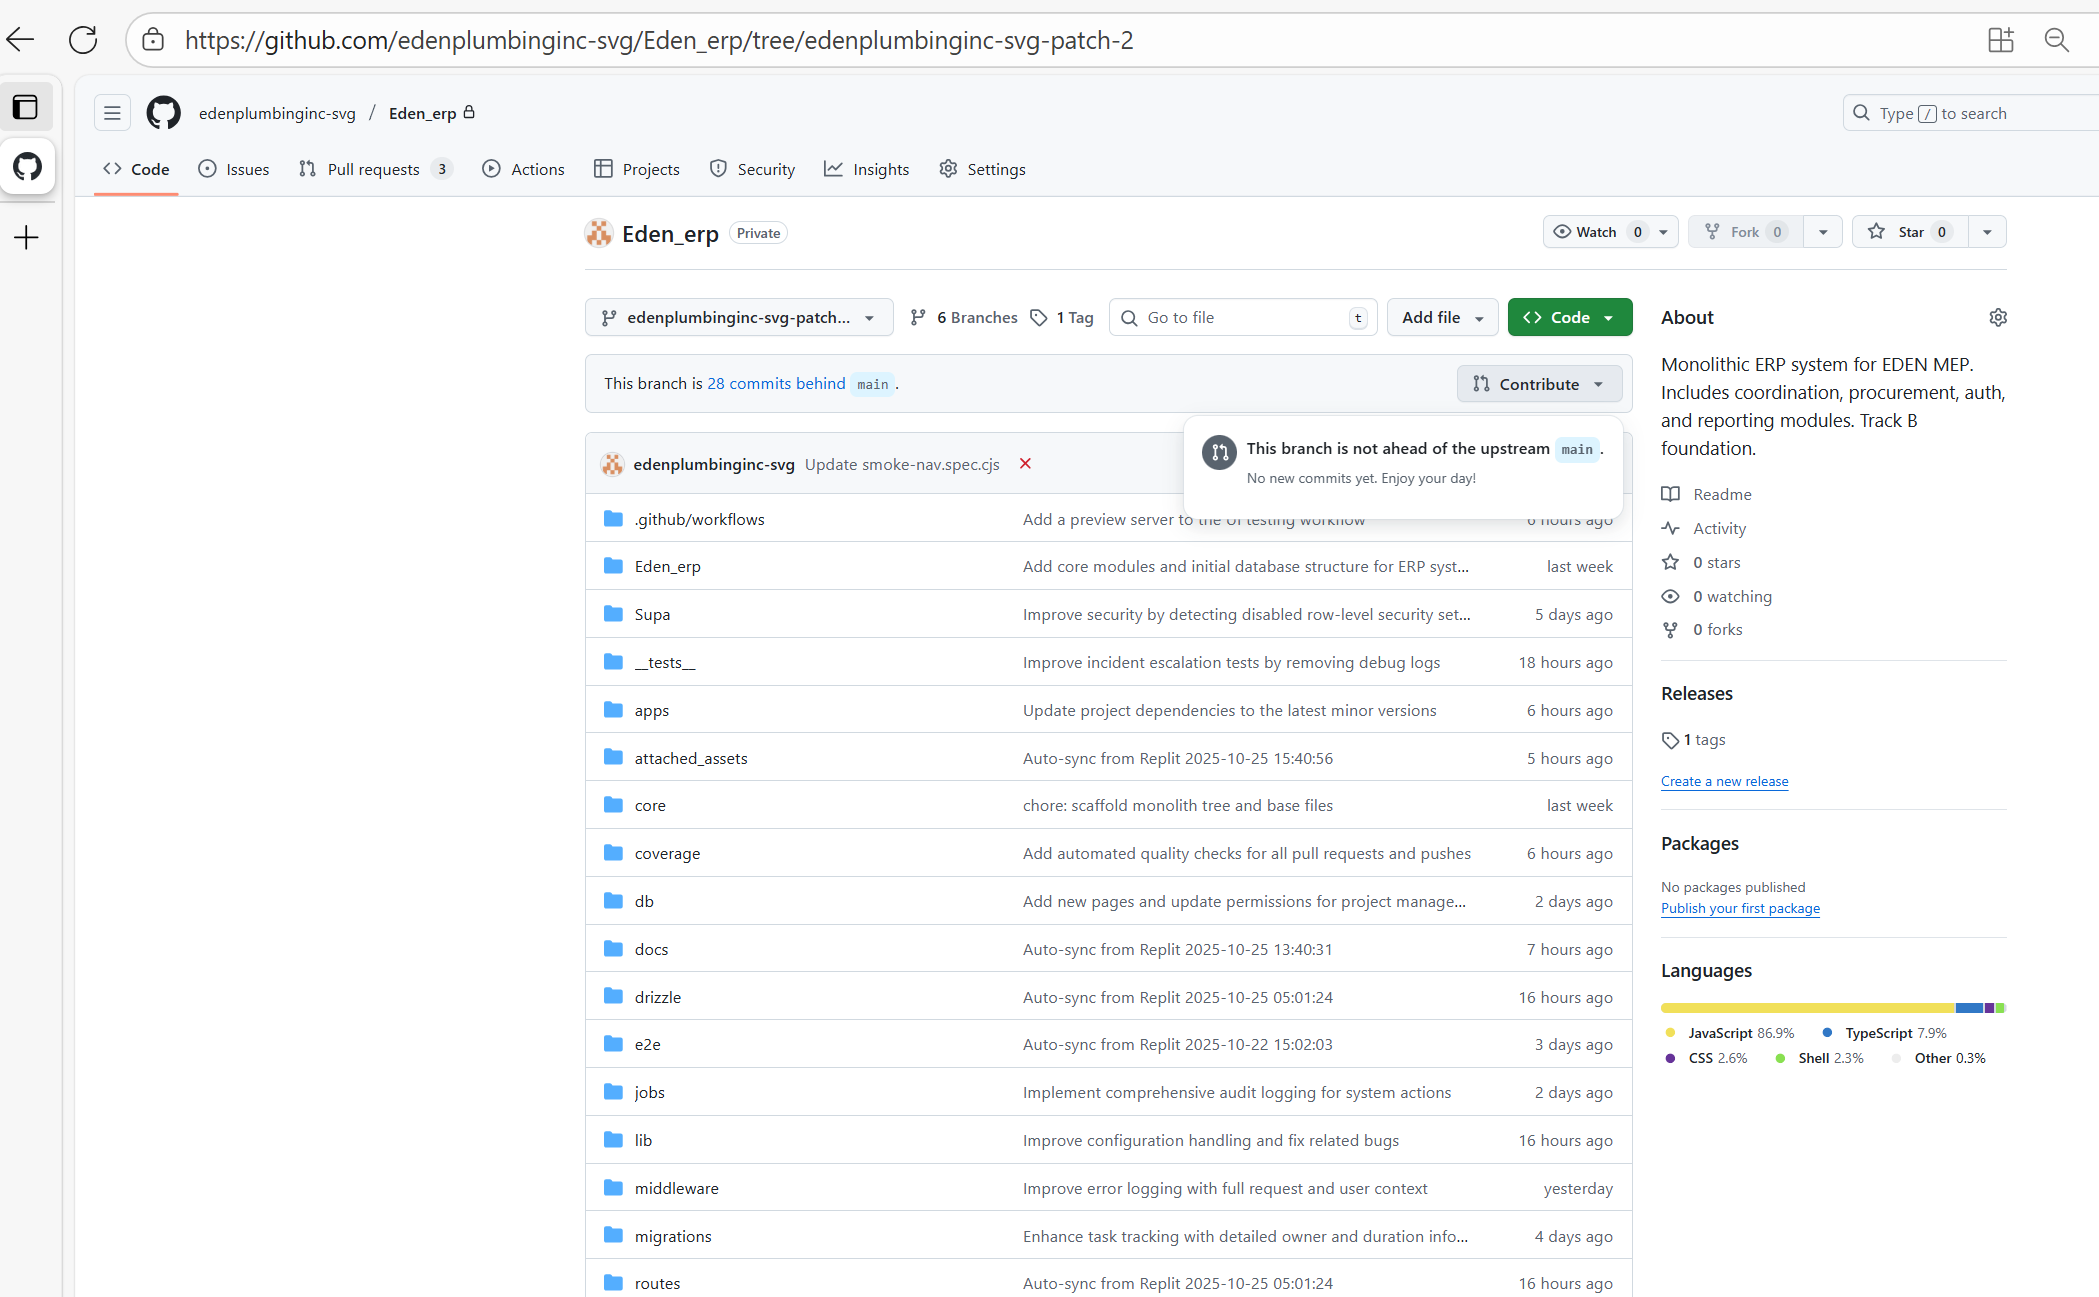 https://github.com/edenplumbinginc-svg/Eden_erp/tree/edenplumbinginc-svg-patch-2
edenplumbinginc-svg / Eden_erp
Type / to search
Code Issues Pull requests 3 Actions Projects Security Insights Settings
Eden_erp Private
Watch 0 Fork 0 Star 0
edenplumbinginc-svg-patch... 6 Branches 1 Tag Go to file t Add file Code
This branch is 28 commits behind main .
Contribute
This branch is not ahead of the upstream main .
No new commits yet. Enjoy your day!
edenplumbinginc-svg Update smoke-nav.spec.cjs
.github/workflows Add a preview server to the UI testing workflow 6 hours ago
Eden_erp Add core modules and initial database structure for ERP syst... last week
Supa Improve security by detecting disabled row-level security set... 5 days ago
__tests__ Improve incident escalation tests by removing debug logs 18 hours ago
apps Update project dependencies to the latest minor versions 6 hours ago
attached_assets Auto-sync from Replit 2025-10-25 15:40:56 5 hours ago
core chore: scaffold monolith tree and base files last week
coverage Add automated quality checks for all pull requests and pushes 6 hours ago
db Add new pages and update permissions for project manage... 2 days ago
docs Auto-sync from Replit 2025-10-25 13:40:31 7 hours ago
drizzle Auto-sync from Replit 2025-10-25 05:01:24 16 hours ago
e2e Auto-sync from Replit 2025-10-22 15:02:03 3 days ago
jobs Implement comprehensive audit logging for system actions 2 days ago
lib Improve configuration handling and fix related bugs 16 hours ago
middleware Improve error logging with full request and user context yesterday
migrations Enhance task tracking with detailed owner and duration info... 4 days ago
routes Auto-sync from Replit 2025-10-25 05:01:24 16 hours ago
About
Monolithic ERP system for EDEN MEP.
Includes coordination, procurement, auth,
and reporting modules. Track B
foundation.
Readme
Activity
0 stars
0 watching
0 forks
Releases
1 tags
Create a new release
Packages
No packages published
Publish your first package
Languages
JavaScript 86.9% TypeScript 7.9%
CSS 2.6% Shell 2.3% Other 0.3%